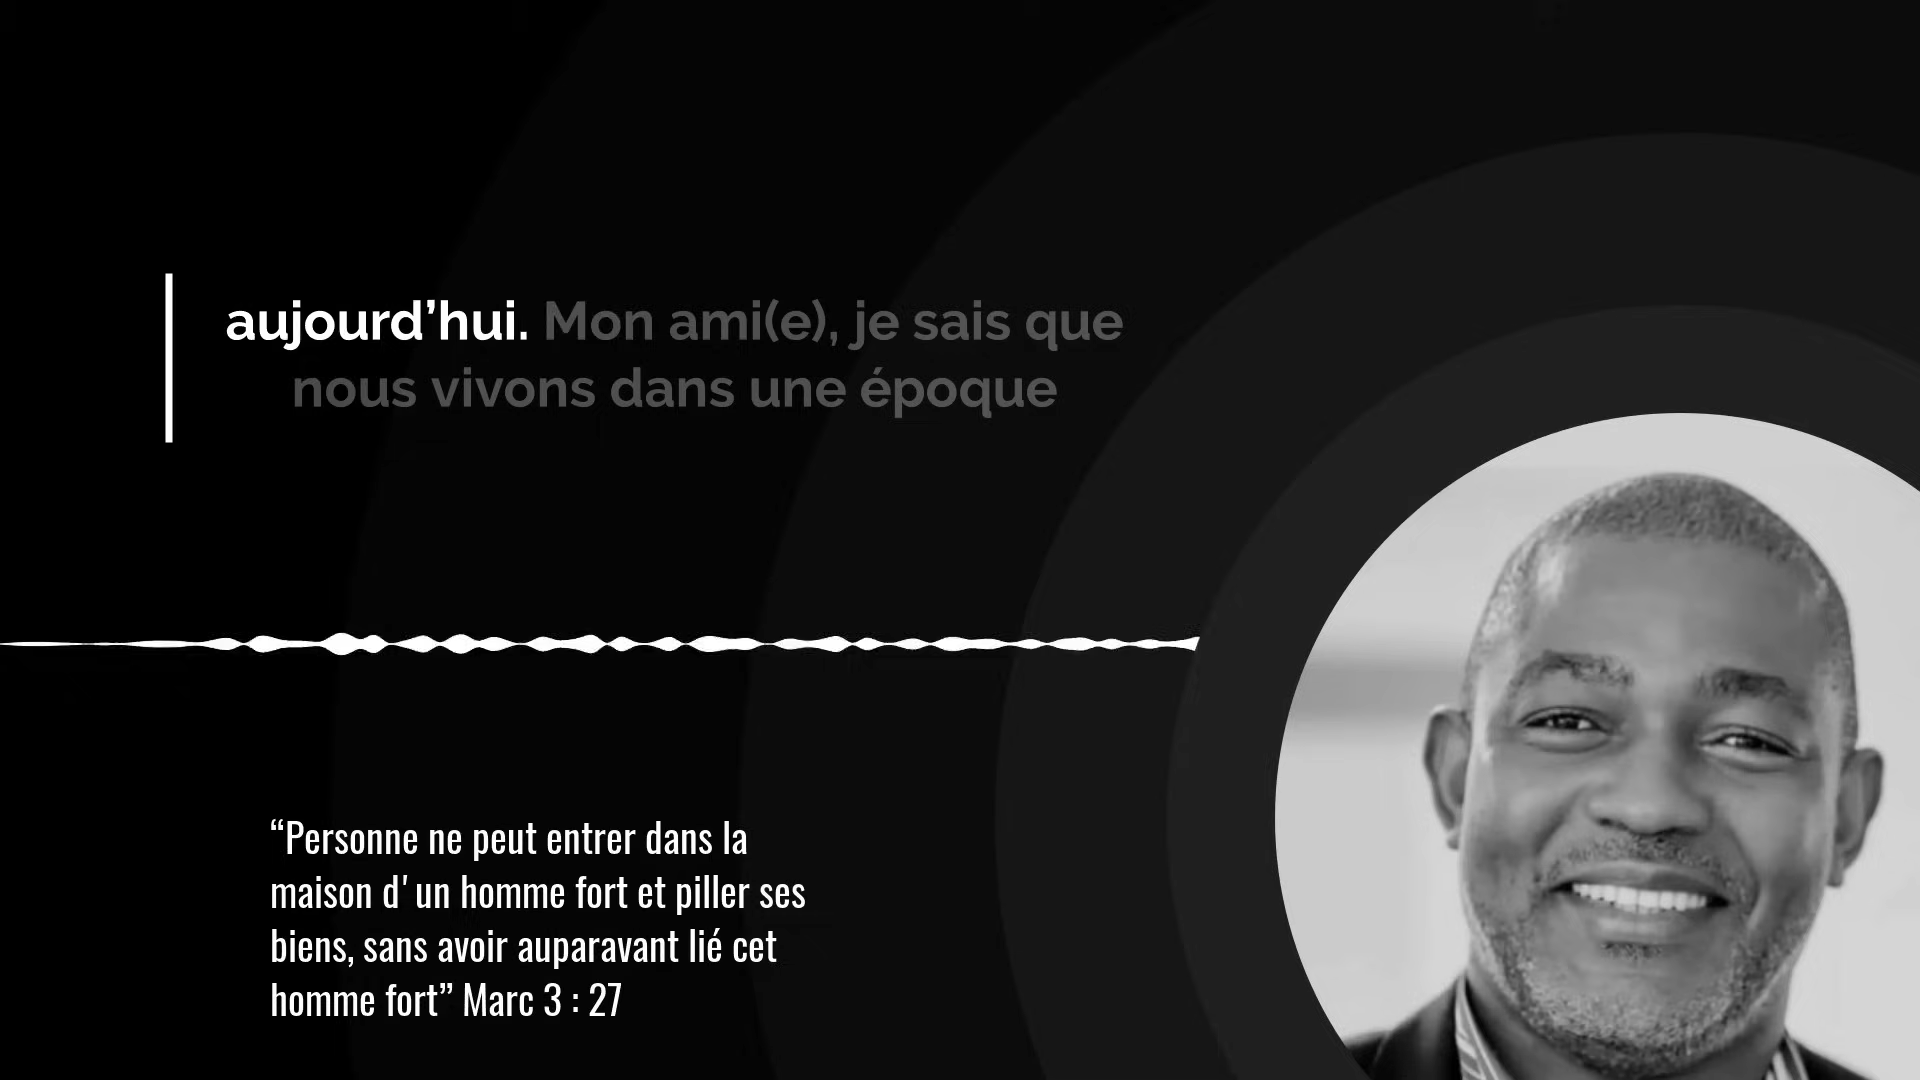 aujourd’hui. Mon ami(e), je sais que
nous vivons dans une époque
“Personne ne peut entrer dans la
maison d'un homme fort et piller ses
biens, sans avoir auparavant lié cet
homme fort” Marc 3 : 27